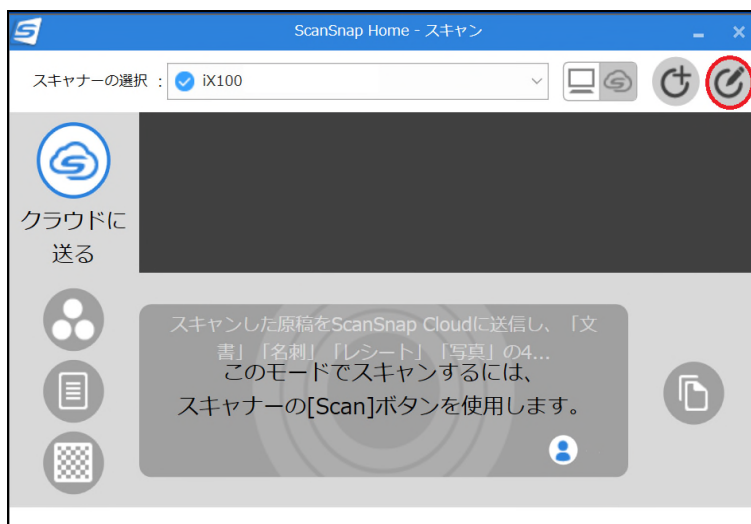 ScanSnap Home - スキャン
スキャナーの選択 :
iX100
クラウドに
送る
スキャンした原稿をScanSnap Cloudに送信し、「文
書」「名刺」「レシート」「写真」の4...
このモードでスキャンするには、
スキャナーの[Scan]ボタンを使用します。